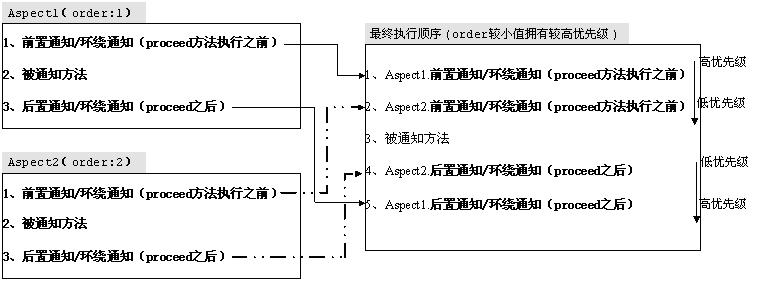 Aspect1(order:1)
1、前置通知/环绕通知（proceed方法执行之前）
2、被通知方法
3、后置通知/环绕通知（proceed之后）
Aspect2(order:2)
1、前置通知/环绕通知（proceed方法执行之前）
2、被通知方法
3、后置通知/环绕通知（proceed之后）
最终执行顺序（order较小值拥有较高优先级）
1、Aspect1.前置通知/环绕通知（proceed方法执行之前）
2、Aspect2.前置通知/环绕通知（proceed方法执行之前）
3、被通知方法
4、Aspect2.后置通知/环绕通知（proceed之后）
5、Aspect1.后置通知/环绕通知（proceed之后）
高优先级
低优先级
低优先级
高优先级